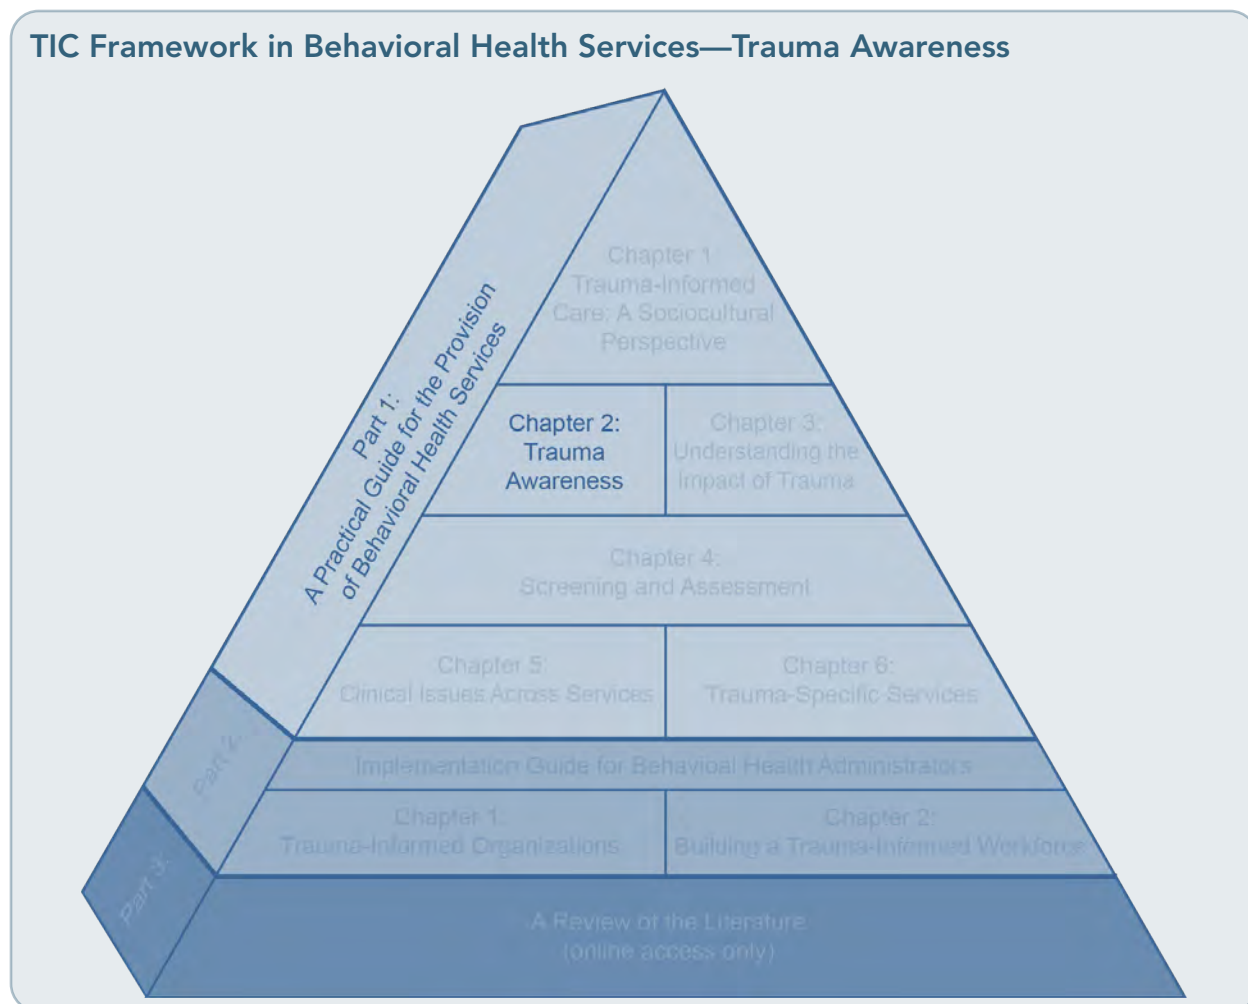 TIC Framework in Behavioral Health Services—Trauma Awareness
Part 1:
A Practical Guide for the Provision
of Behavioral Health Services
Chapter 1
Trauma-Informed
Care: A Sociocultural
Perspective
Chapter 2:
Trauma
Awareness
Chapter 3:
Understanding the
Impact of Trauma
Chapter 4:
Screening and Assessment
Chapter 5:
Clinical Issues Across Services
Chapter 6:
Trauma-Specific Services
Part 2:
Implementation Guide for Behavioal Health Administrators
Chapter 1:
Trauma-Informed Organizations
Chapter 2:
Building a Trauma-Informed Workforce
Part 3:
A Review of the Literature
(online access only)